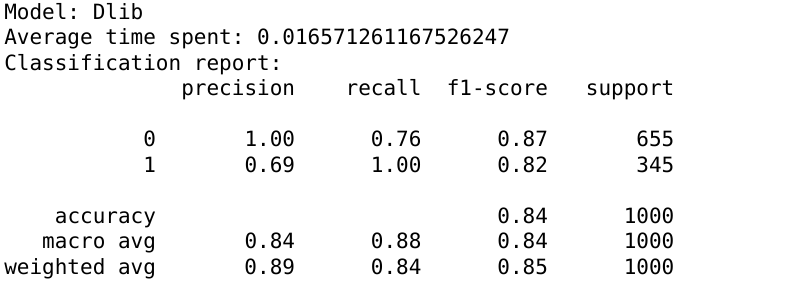 Model: Dlib
Average time spent: 0.016571261167526247
Classification report:
precision recall f1-score support
0 1.00 0.76 0.87 655
1 0.69 1.00 0.82 345
accuracy 0.84 1000
macro avg 0.84 0.88 0.84 1000
weighted avg 0.89 0.84 0.85 1000